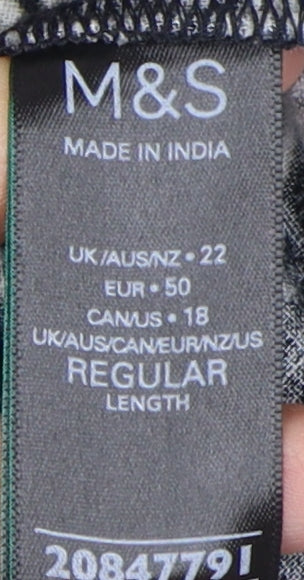 M&S
MADE IN INDIA
UK/AUS/NZ • 22
EUR • 50
CAN/US • 18
UK/AUS/CAN/EUR/NZ/US
REGULAR
LENGTH
20847791